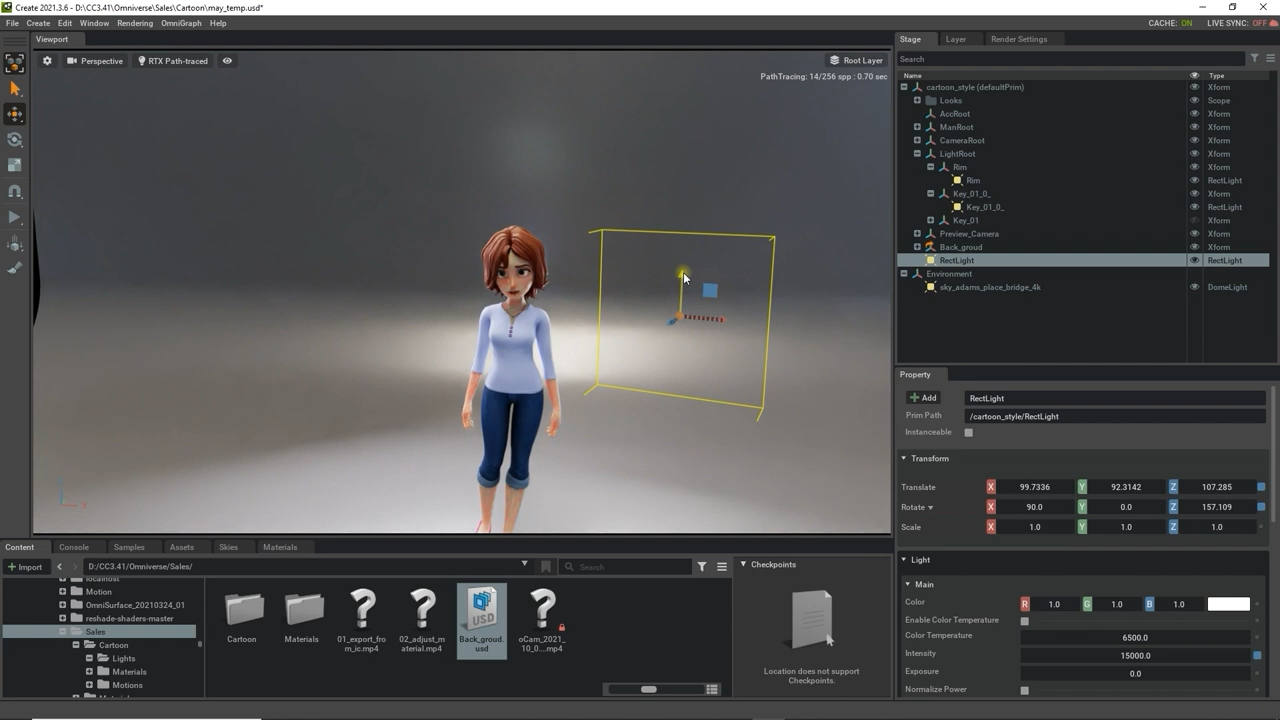 Create 2021.3.6 - D:\CC3.41\Omniverse\Sales\Cartoon\may_temp.usd*
File Create Edit Window Rendering OmniGraph Help
CACHE: ON LIVE SYNC: OFF
Viewport
Perspective
RTX Path-traced
Root Layer
PathTracing: 14/256 spp : 0.70 sec
Stage Layer Render Settings
Search
Name Type
cartoon_style (defaultPrim) Xform
Looks Scope
AccRoot Xform
ManRoot Xform
CameraRoot Xform
LightRoot Xform
Rim Xform
Rim RectLight
Key_01_0_ Xform
Key_01_0_ RectLight
Key_01 Xform
Preview_Camera Xform
Back_groud Xform
RectLight RectLight
Environment
sky_adams_place_bridge_4k DomeLight
Property
Add RectLight
Prim Path /cartoon_style/RectLight
Instanceable
Transform
Translate X 99.7336 Y 92.3142 Z 107.285
Rotate X 90.0 Y 0.0 Z 157.109
Scale X 1.0 Y 1.0 Z 1.0
Light
Main
Color R 1.0 G 1.0 B 1.0
Enable Color Temperature
Color Temperature 6500.0
Intensity 15000.0
Exposure 0.0
Normalize Power
Content Console Samples Assets Skies Materials
Import D:/CC3.41/Omniverse/Sales/
Search
localhost
Motion
OmniSurface_20210324_01
reshade-shaders-master
Sales
Cartoon
Lights
Materials
Motions
Cartoon
Materials
01_export_fro
m_ic.mp4
02_adjust_m
aterial.mp4
USD
Back_groud.
usd
oCam_2021_
10_0....mp4
Checkpoints
Location does not support
Checkpoints.